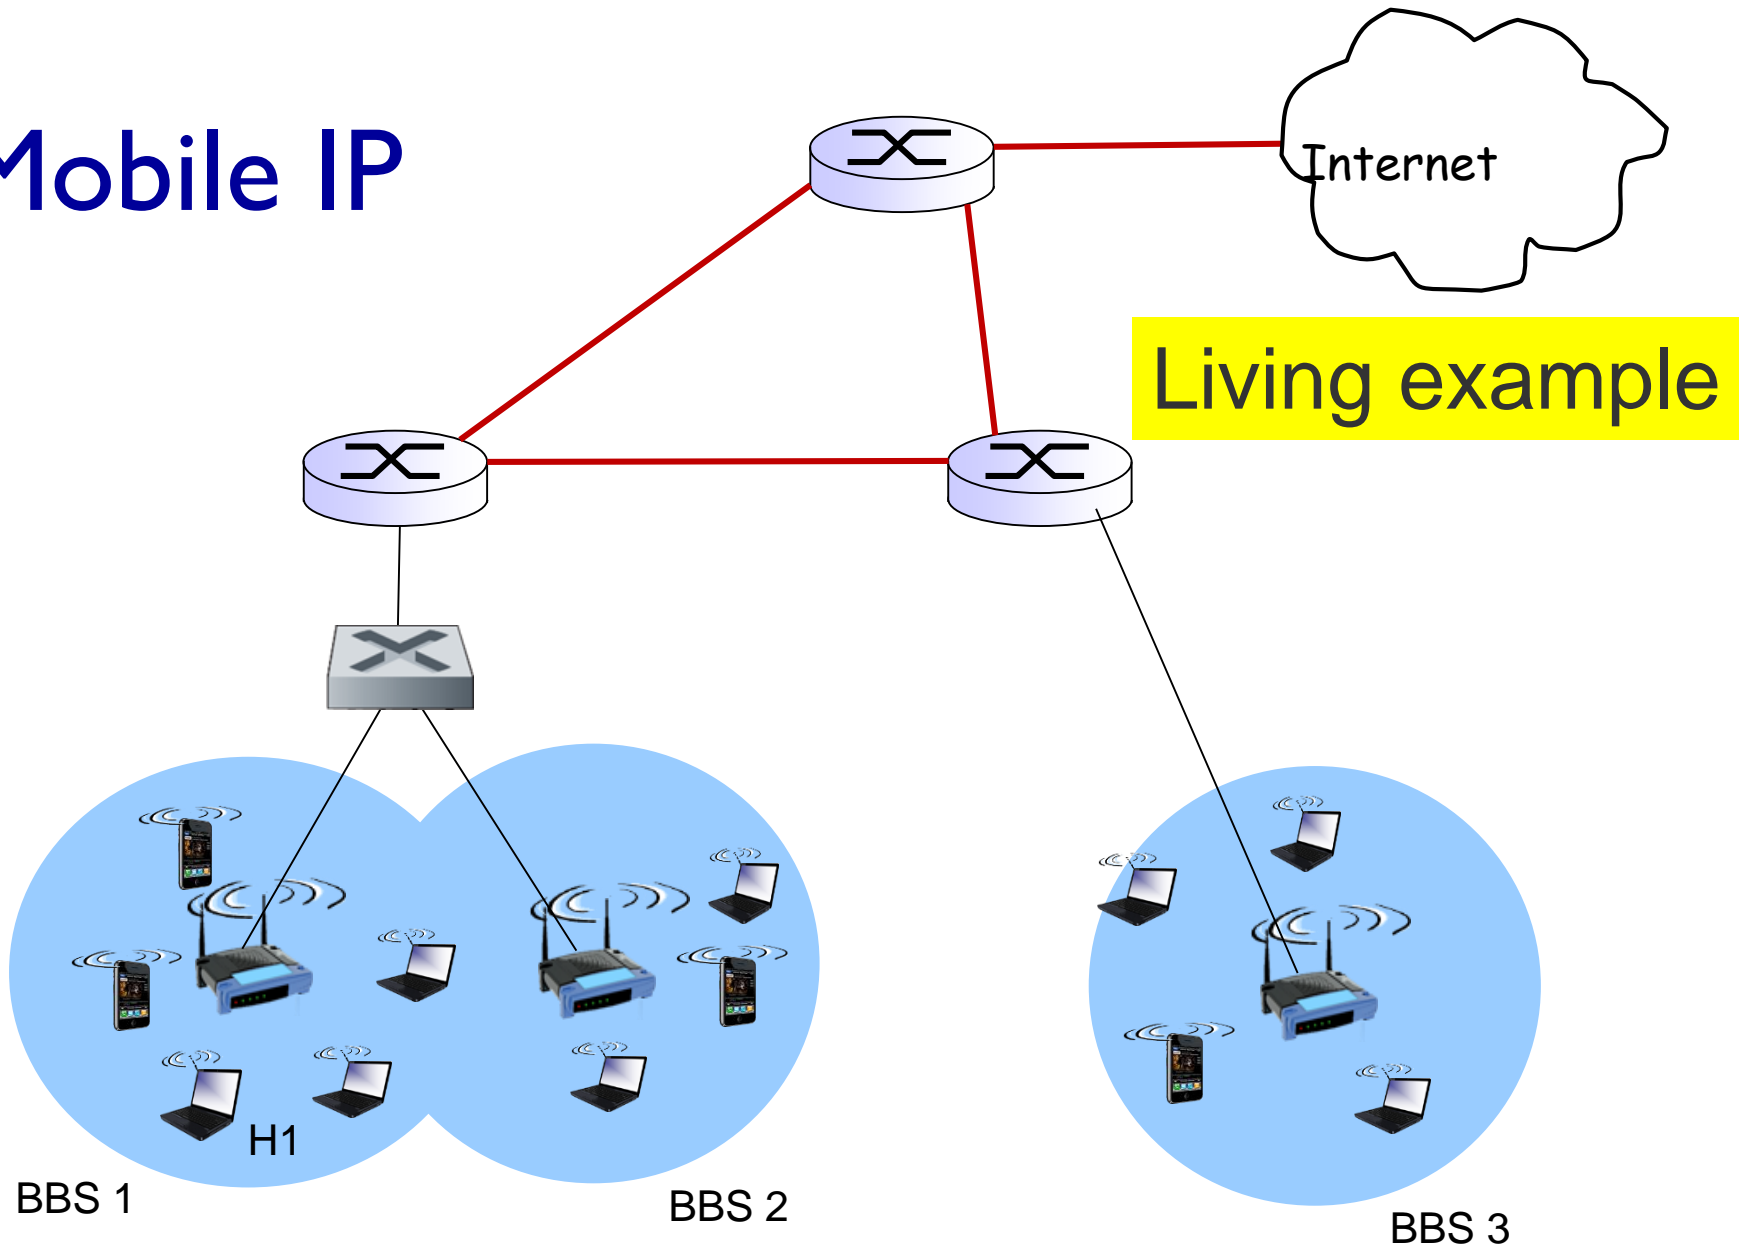 Mobile IP
Internet
Living example
H1
BBS 1
BBS 2
BBS 3